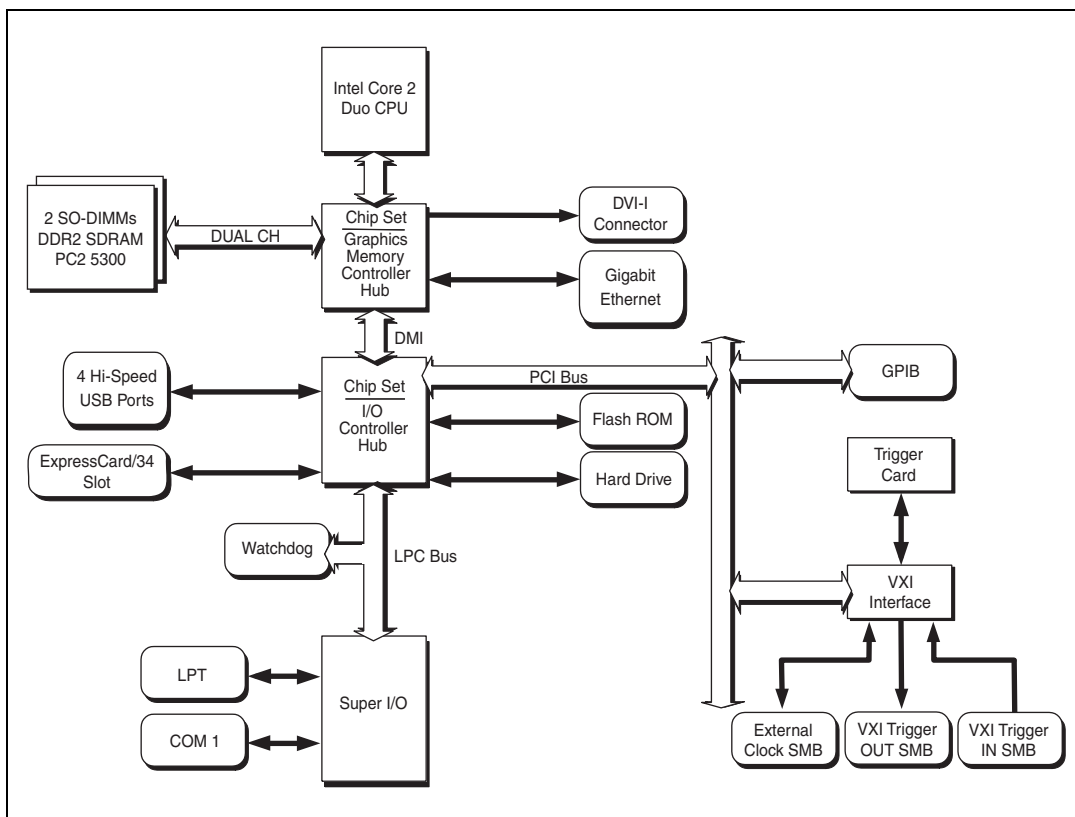 Intel Core 2
Duo CPU
2 SO-DIMMs
DDR2 SDRAM
PC2 5300
DUAL CH
Chip Set
Graphics
Memory
Controller
Hub
DVI-I
Connector
Gigabit
Ethernet
DMI
4 Hi-Speed
USB Ports
Chip Set
I/O
Controller
Hub
PCI Bus
GPIB
Flash ROM
ExpressCard/34
Slot
Hard Drive
Trigger
Card
Watchdog
LPC Bus
VXI
Interface
LPT
Super I/O
COM 1
External
Clock SMB
VXI Trigger
OUT SMB
VXI Trigger
IN SMB